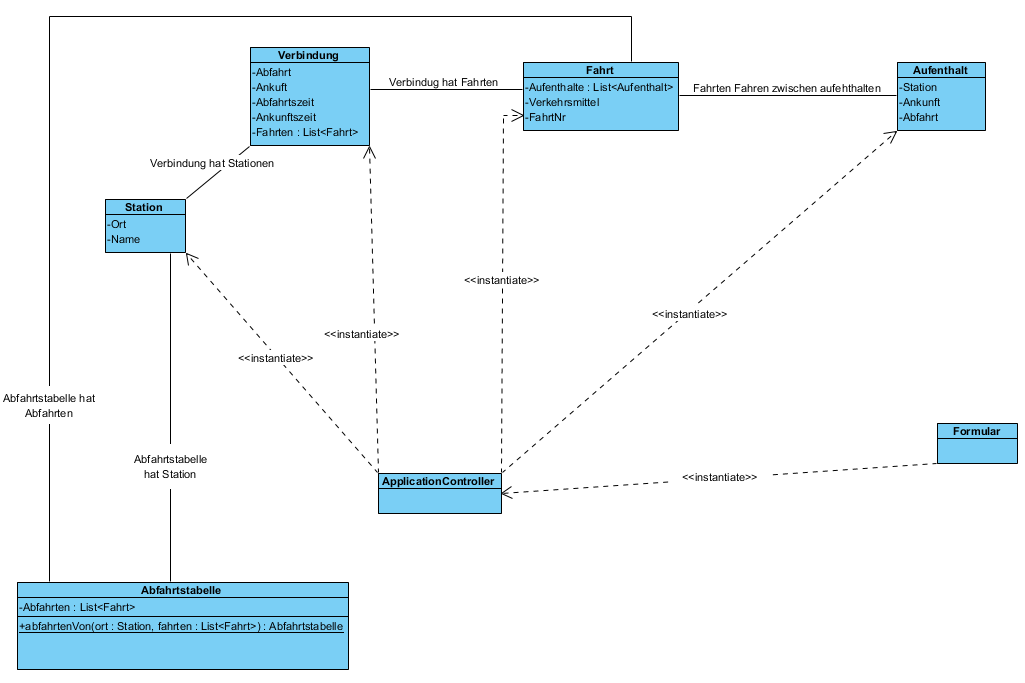 Verbindung
-Abfahrt
-Ankuft
-Abfahrtszeit
-Ankunftszeit
-Fahrten : List<Fahrt>
Verbindug hat Fahrten
Fahrt
-Aufenthalte : List<Aufenthalt>
-Verkehrsmittel
-FahrtNr
Fahrten Fahren zwischen aufehthalten
Aufenthalt
-Station
-Ankunft
-Abfahrt
Verbindung hat Stationen
Station
-Ort
-Name
<<instantiate>>
<<instantiate>>
<<instantiate>>
<<instantiate>>
Abfahrtstabelle hat
Abfahrten
Abfahrtstabelle
hat Station
Formular
<<instantiate>>
ApplicationController
Abfahrtstabelle
-Abfahrten : List<Fahrt>
+abfahrtenVon(ort : Station, fahrten : List<Fahrt>) : Abfahrtstabelle